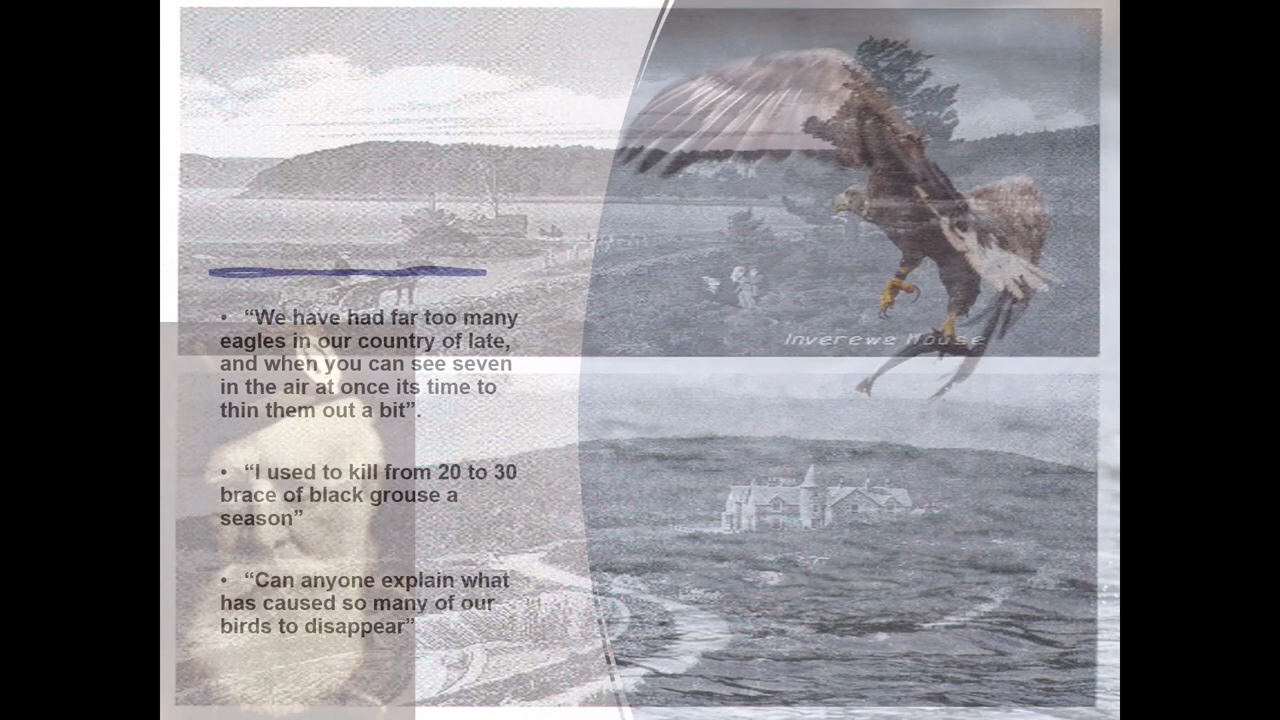 • “We have had far too many
eagles in our country of late,
and when you can see seven
in the air at once its time to
thin them out a bit”.
• “I used to kill from 20 to 30
brace of black grouse a
season”
• “Can anyone explain what
has caused so many of our
birds to disappear”
Inverewe House